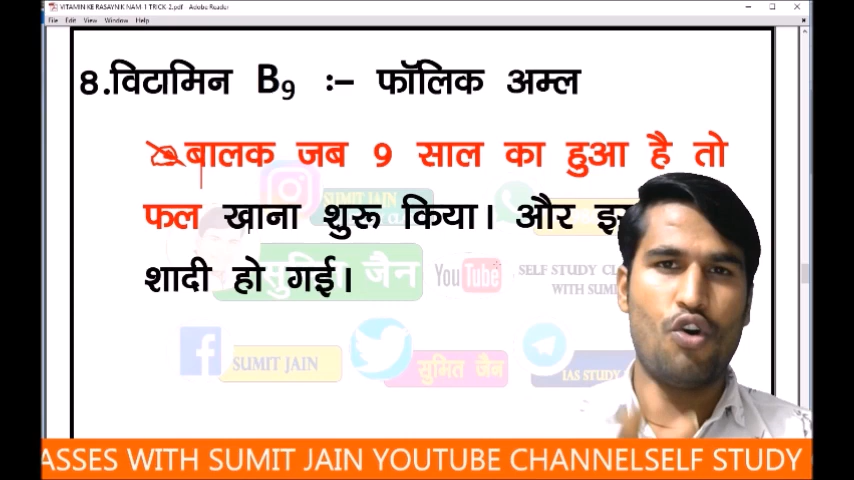 VITAMIN KE RASAYNIK NAM-1 TRICK-2.pdf - Adobe Reader
File Edit View Window Help
8.विटामिन B₉ :– फॉलिक अम्ल
बालक जब 9 साल का हुआ है तो
फल खाना शुरू किया। और
शादी हो गई।
SUMIT JAIN
सुमित जैन
YouTube
SELF STUDY
WITH
SUMIT JAIN
सुमित जैन
IAS STUDY
ASSES WITH SUMIT JAIN YOUTUBE CHANNELSELF STUDY